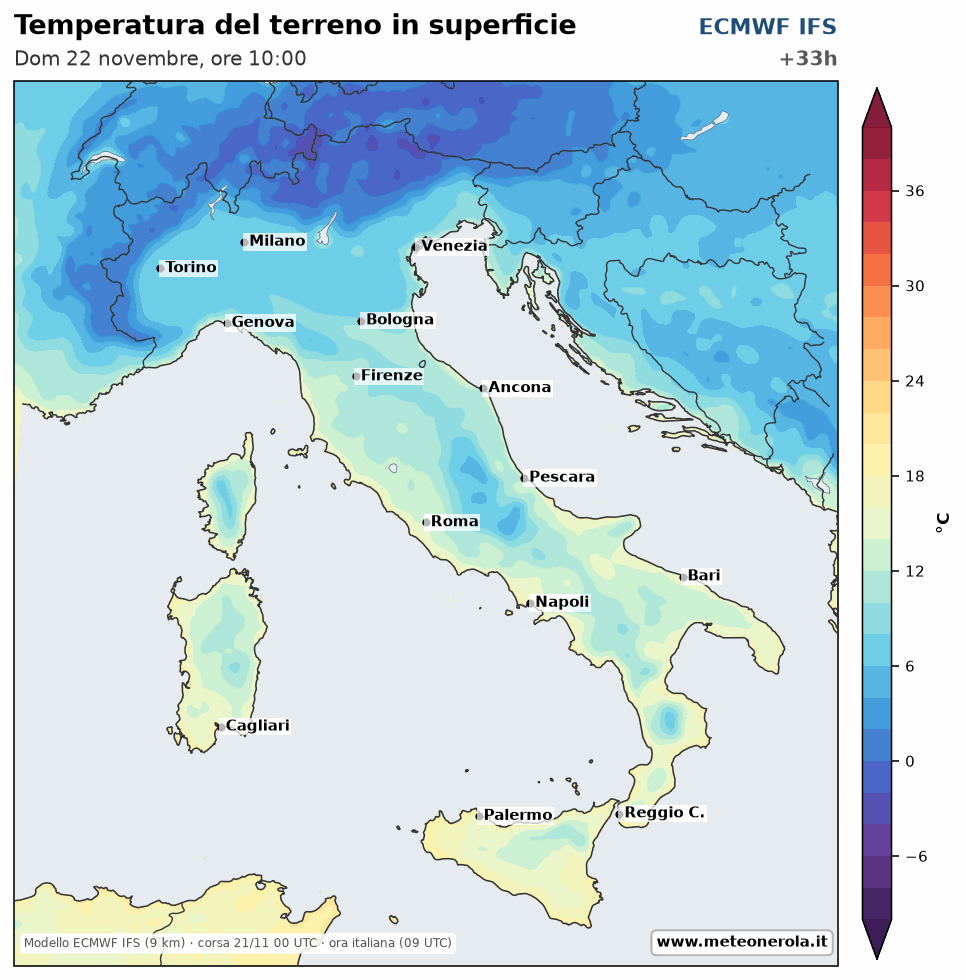 Temperatura del terreno in superficie
ECMWF IFS
Dom 22 novembre, ore 10:00
+33h
Milano
Venezia
Torino
Genova
Bologna
Firenze
Ancona
Pescara
Roma
Bari
Napoli
Cagliari
Palermo
Reggio C.
36
30
24
18
12
6
0
−6
°C
Modello ECMWF IFS (9 km) · corsa 21/11 00 UTC · ora italiana (09 UTC)
www.meteonerola.it